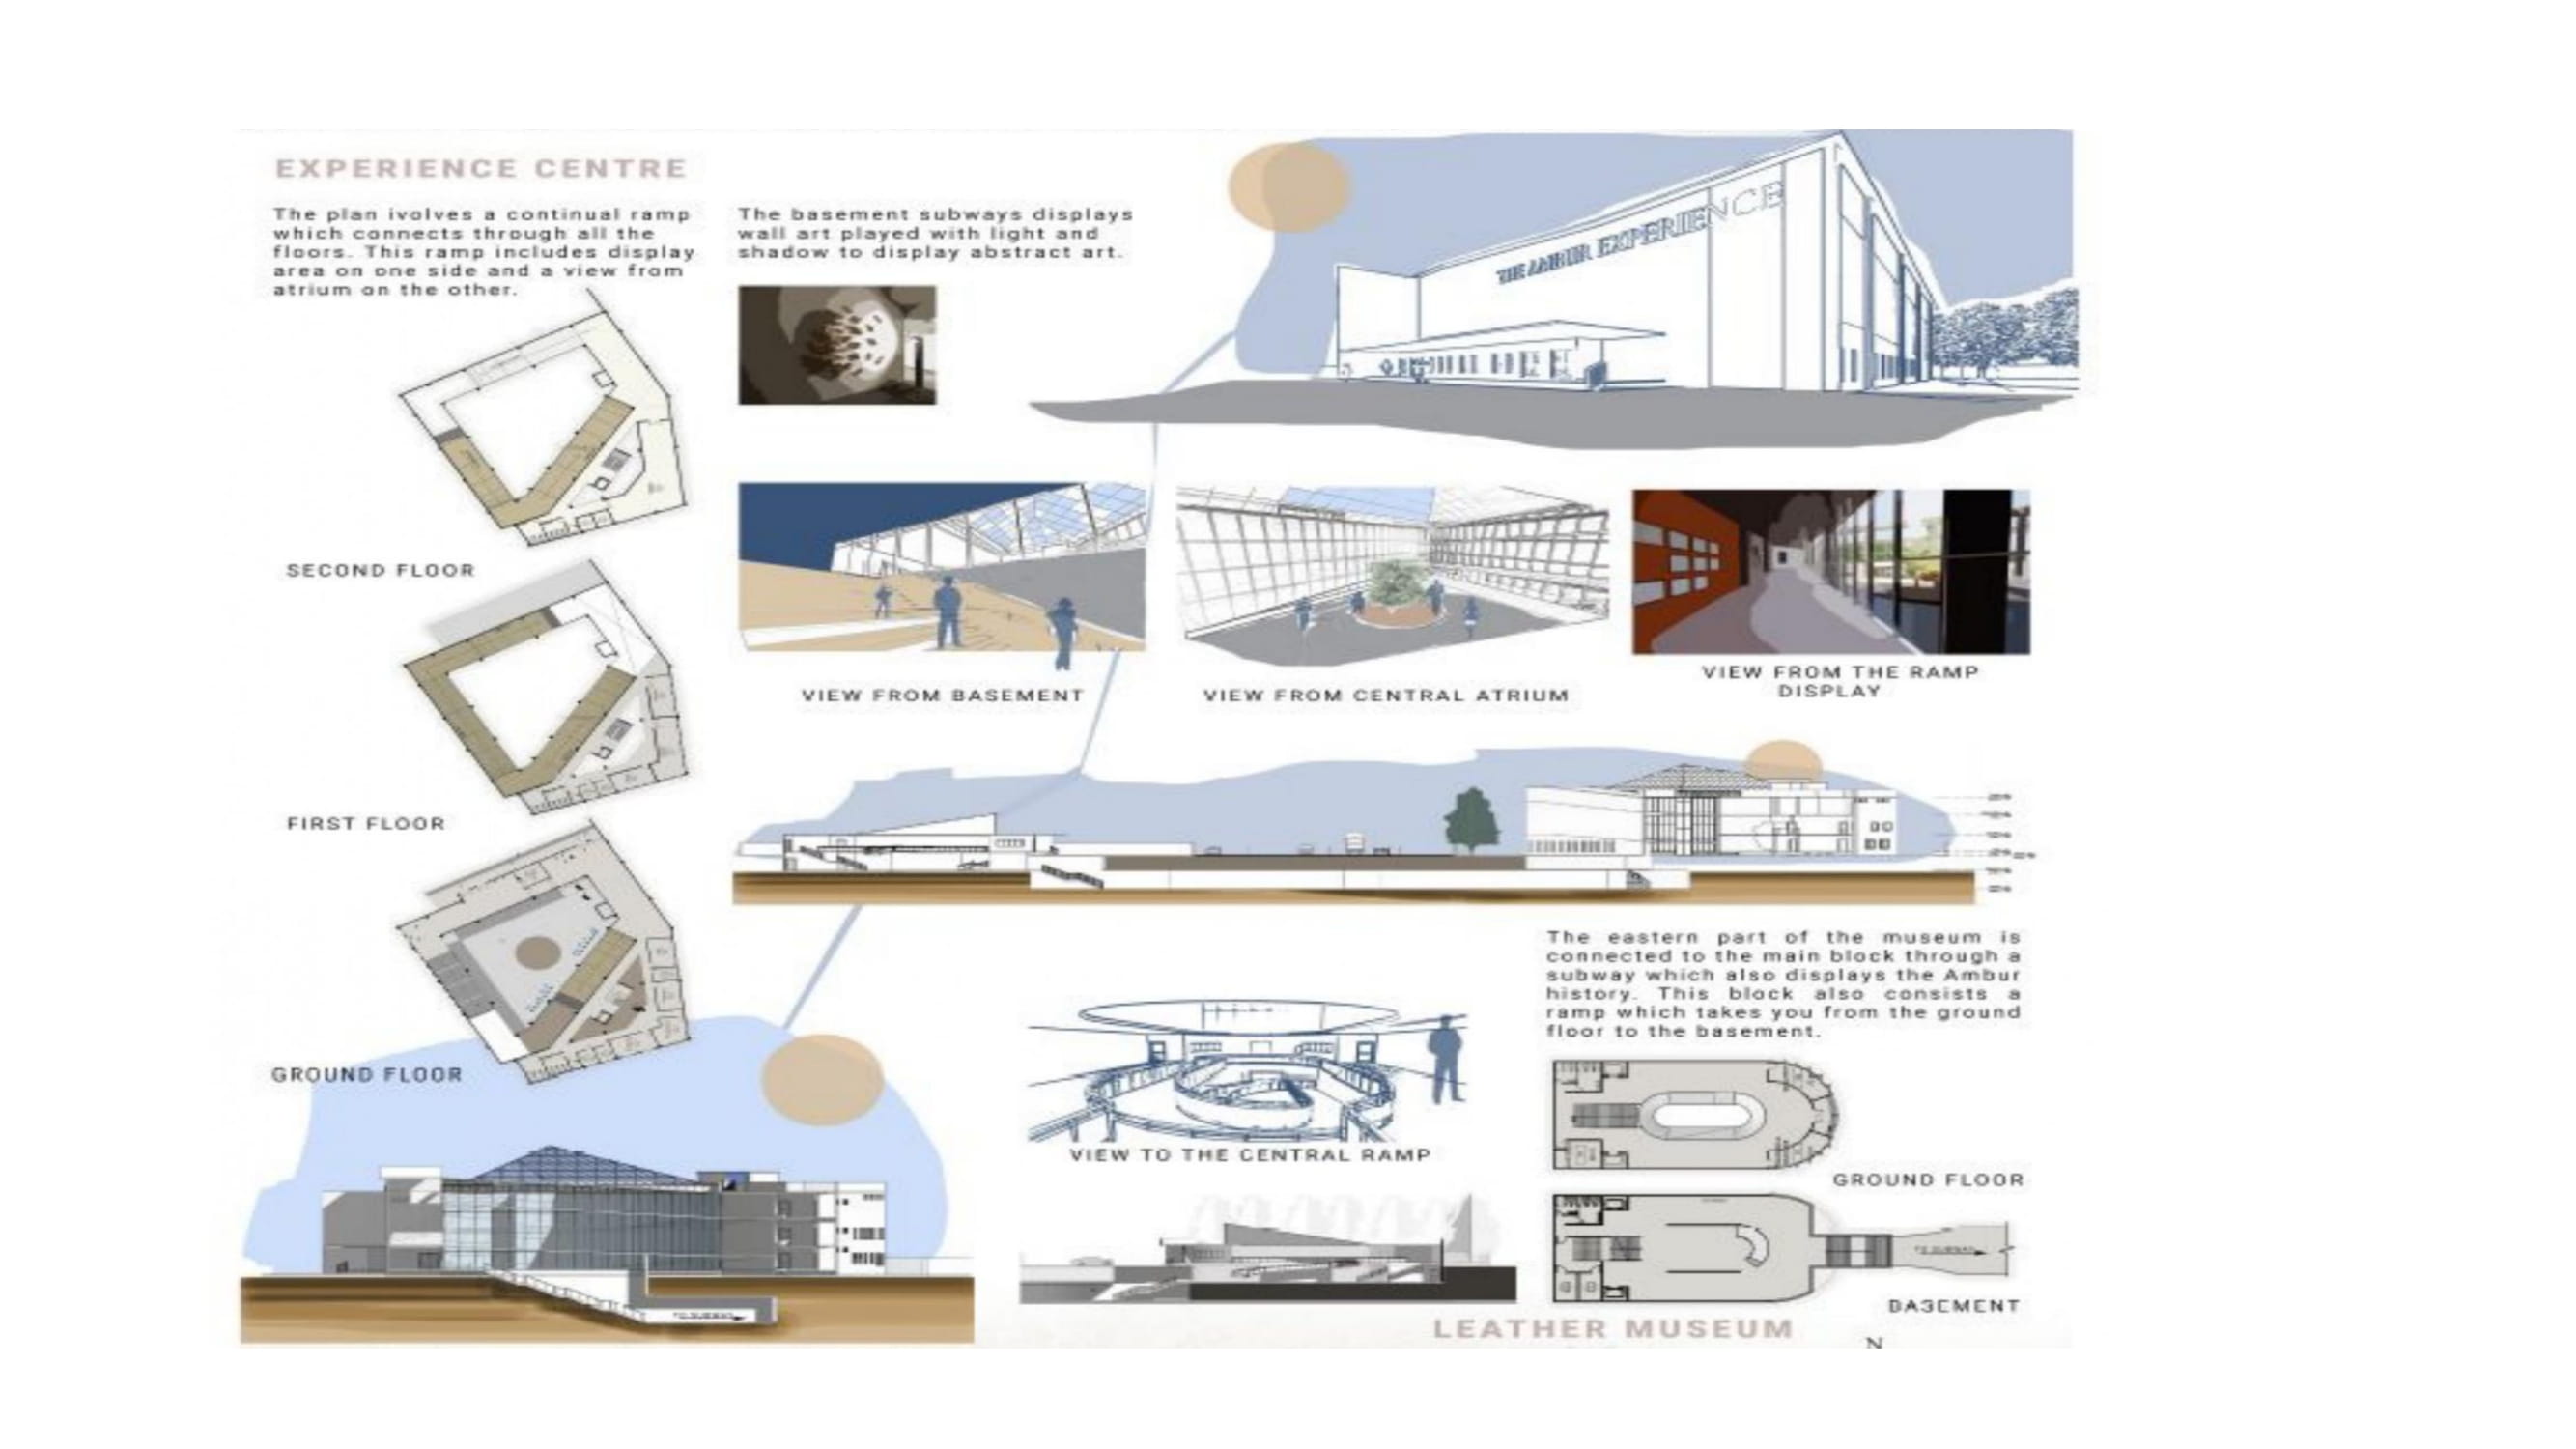 EXPERIENCE CENTRE
The plan ivolves a continual ramp
which connects through all the
floors. This ramp includes display
area on one side and a view from
atrium on the other.
The basement subways displays
wall art played with light and
shadow to display abstract art.
THE AMBUR EXPERIENCE
SECOND FLOOR
FIRST FLOOR
GROUND FLOOR
VIEW FROM BASEMENT
VIEW FROM CENTRAL ATRIUM
VIEW FROM THE RAMP
DISPLAY
The eastern part of the museum is
connected to the main block through a
subway which also displays the Ambur
history. This block also consists a
ramp which takes you from the ground
floor to the basement.
VIEW TO THE CENTRAL RAMP
GROUND FLOOR
TO SUBWAY
TO SUBWAY
BASEMENT
LEATHER MUSEUM
N